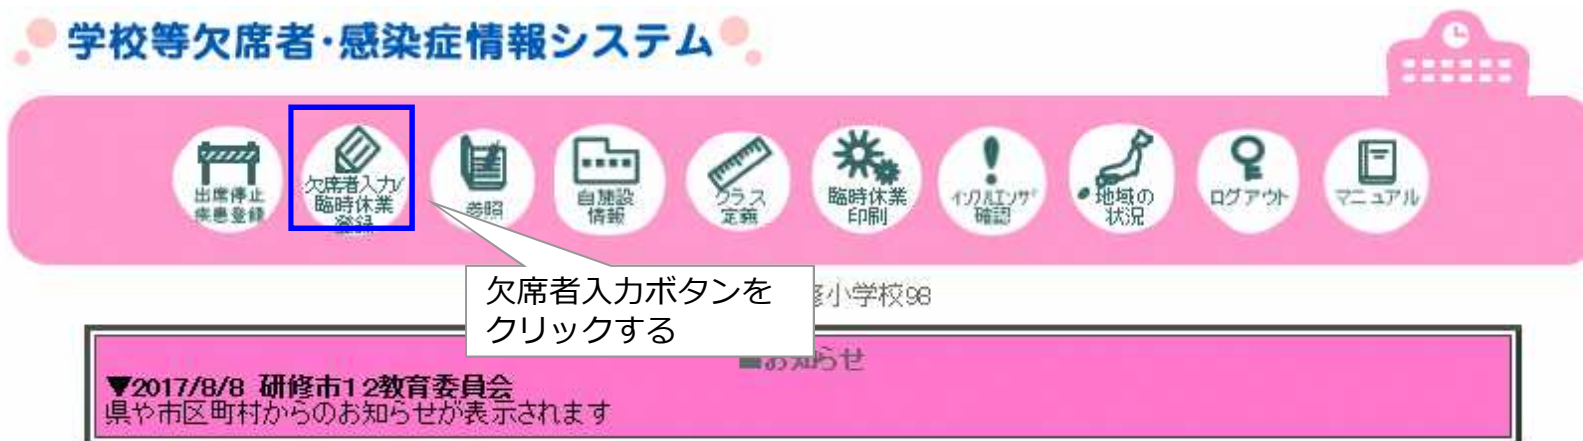 学校等欠席者・感染症情報システム
出席停止
疾患登録
欠席者入力/
臨時休業
登録
参照
自施設
情報
クラス
定義
臨時休業
印刷
インフルエンザ
確認
地域の
状況
ログアウト
マニュアル
欠席者入力ボタンを
クリックする
小学校98
■お知らせ
▼2017/8/8 研修市12教育委員会
県や市区町村からのお知らせが表示されます